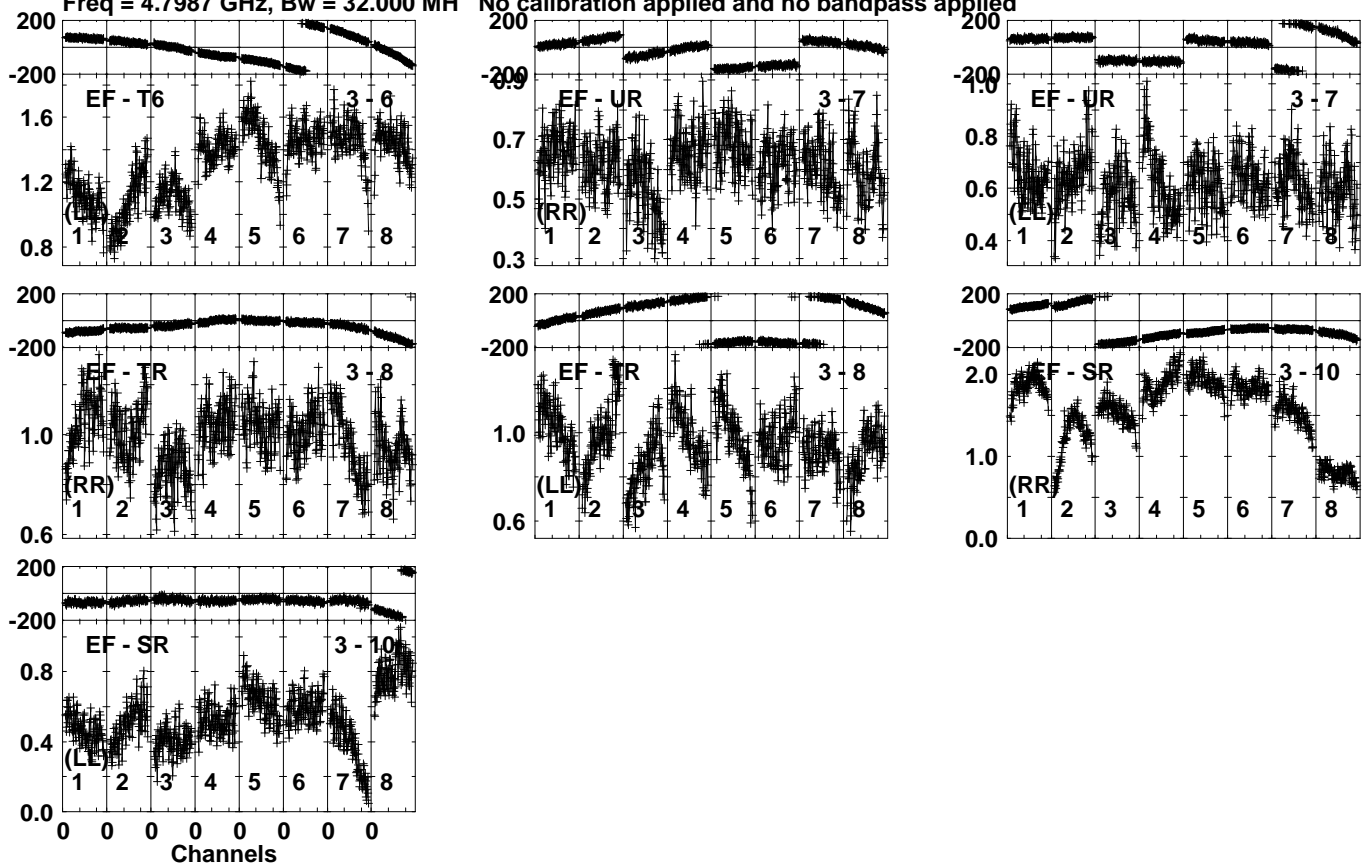 Freq = 4.7987 GHz, Bw = 32.000 MH No calibration applied and no bandpass applied
200
-200
EF - T6 3 - 6
1.6
1.2
0.8
(LL)
1 2 3 4 5 6 7 8
200
-200
0.9
EF - UR 3 - 7
0.7
0.5
0.3
(RR)
1 2 3 4 5 6 7 8
200
-200
1.0
EF - UR 3 - 7
0.8
0.6
0.4
(LL)
1 2 3 4 5 6 7 8
200
-200
EF - TR 3 - 8
1.0
0.6
(RR)
1 2 3 4 5 6 7 8
200
-200
EF - TR 3 - 8
1.0
0.6
(LL)
1 2 3 4 5 6 7 8
200
-200
EF - SR 3 - 10
2.0
1.0
0.0
(RR)
1 2 3 4 5 6 7 8
200
-200
EF - SR 3 - 10
0.8
0.4
0.0
(LL)
1 2 3 4 5 6 7 8
0 0 0 0 0 0 0 0
Channels